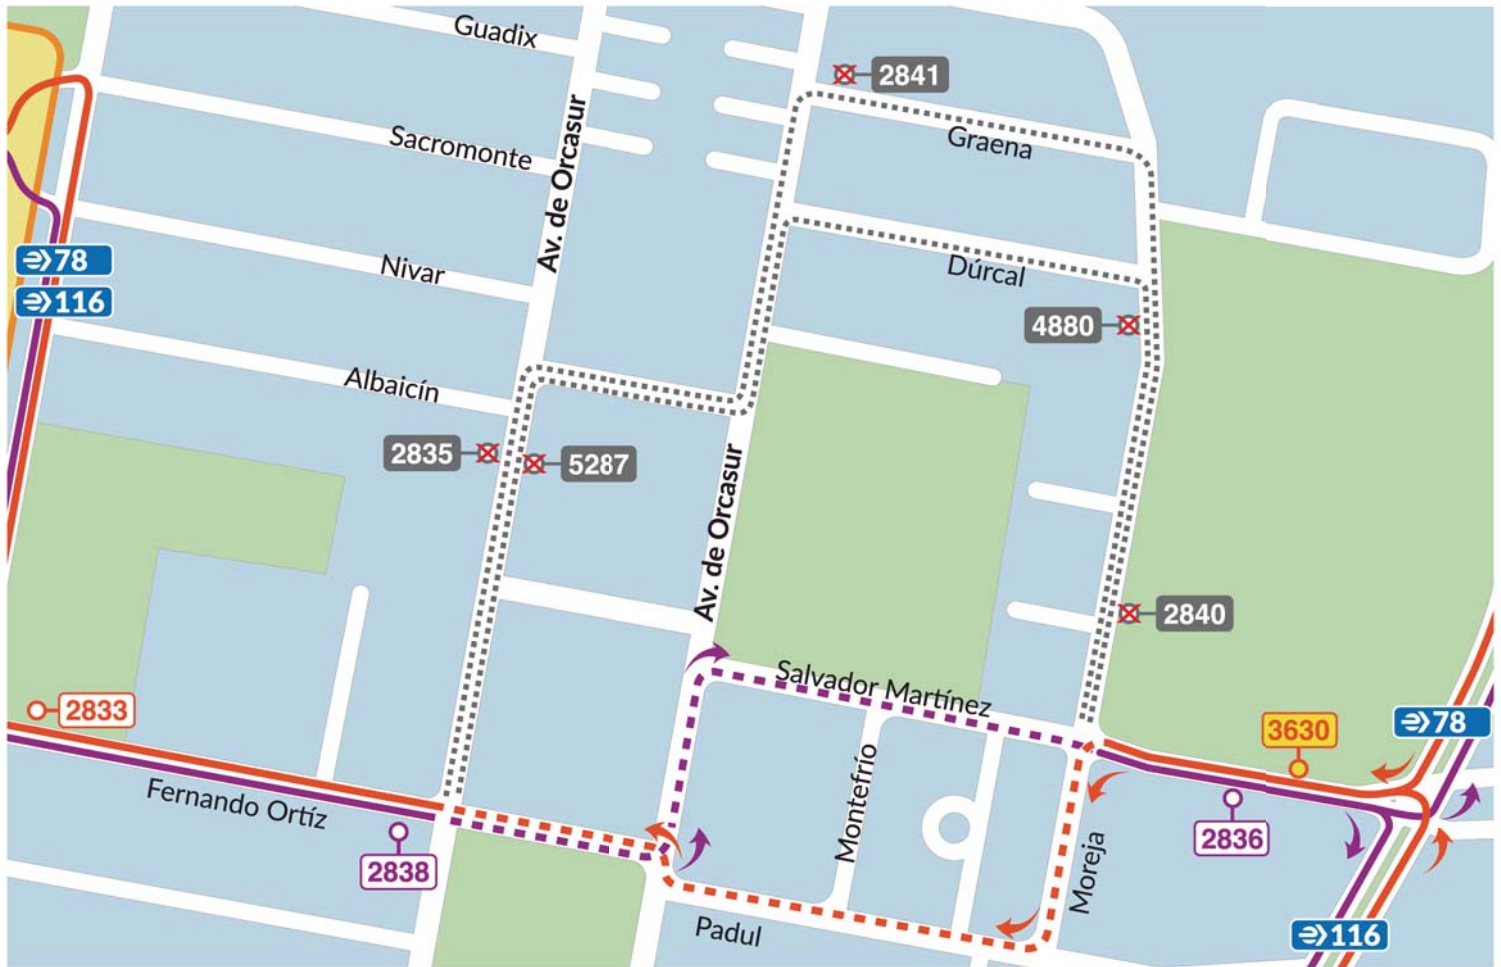 Guadix
2841
Sacromonte
Av. de Orcasur
Graena
78
Nivar
Dúrcal
116
4880
Albaicín
2835
5287
Av. de Orcasur
2840
Salvador Martínez
2833
3630
78
Fernando Ortíz
Montefrío
2836
2838
Moreja
Padul
116